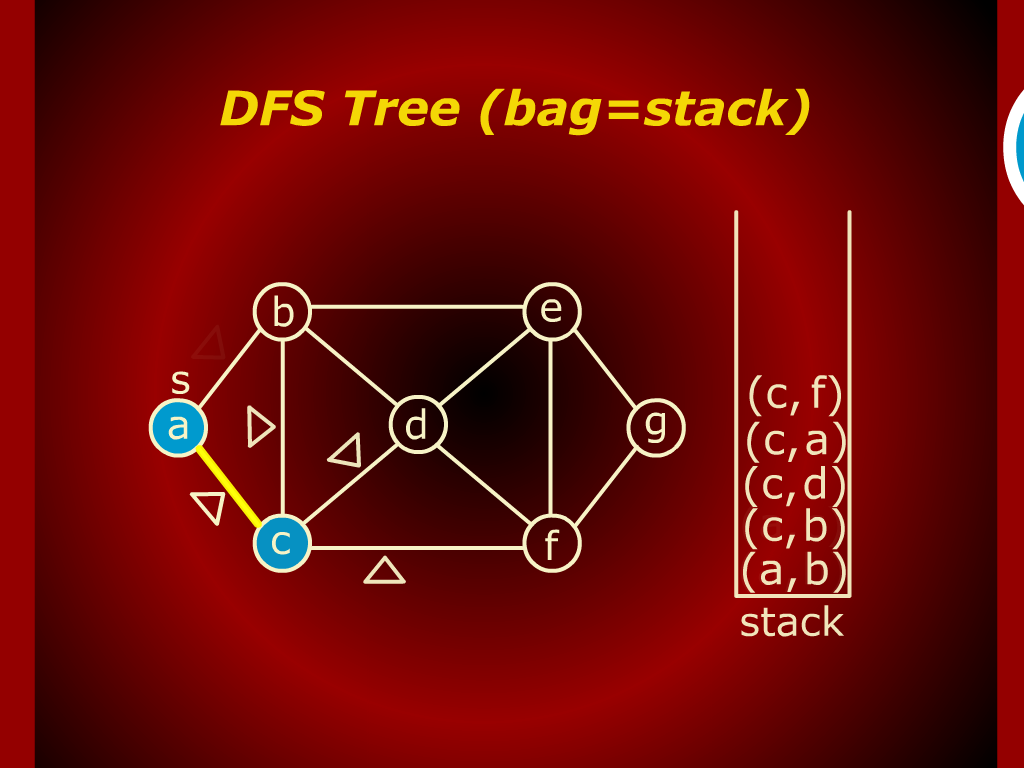 DFS Tree (bag=stack)
b
e
s
a
d
g
c
f
(c,f)
(c,a)
(c,d)
(c,b)
(a,b)
stack